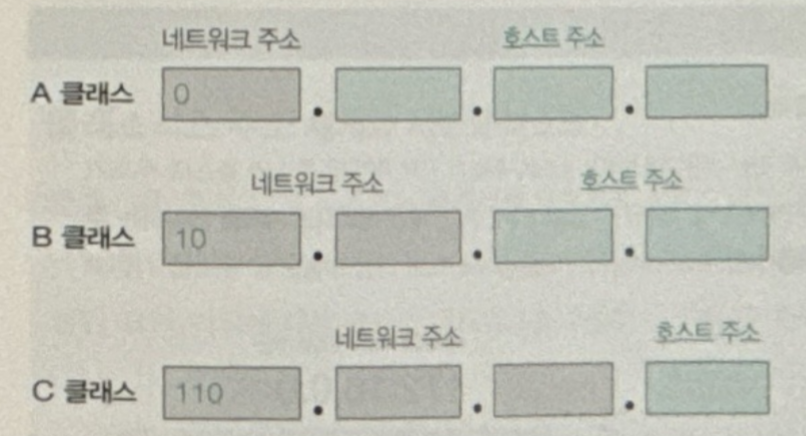 네트워크 주소 호스트 주소
A 클래스 0 . . .
네트워크 주소 호스트 주소
B 클래스 10 . . .
네트워크 주소 호스트 주소
C 클래스 110 . . .